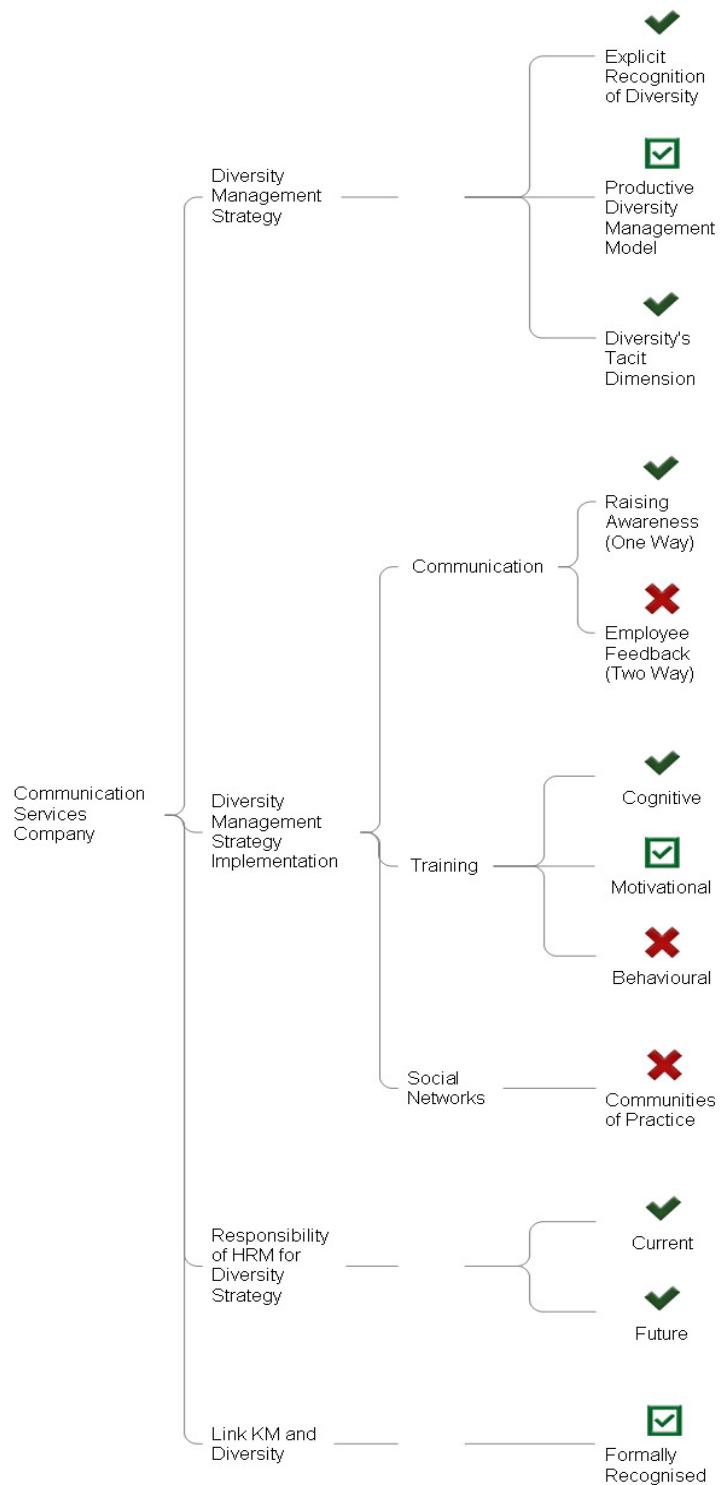 Explicit
Recognition
of Diversity
Diversity
Management
Strategy
Productive
Diversity
Management
Model
Diversity's
Tacit
Dimension
Raising
Awareness
(One Way)
Communication
Employee
Feedback
(Two Way)
Communication
Services
Company
Diversity
Management
Strategy
Implementation
Cognitive
Training
Motivational
Behavioural
Social
Networks
Communities
of Practice
Responsibility
of HRM for
Diversity
Strategy
Current
Future
Link KM and
Diversity
Formally
Recognised